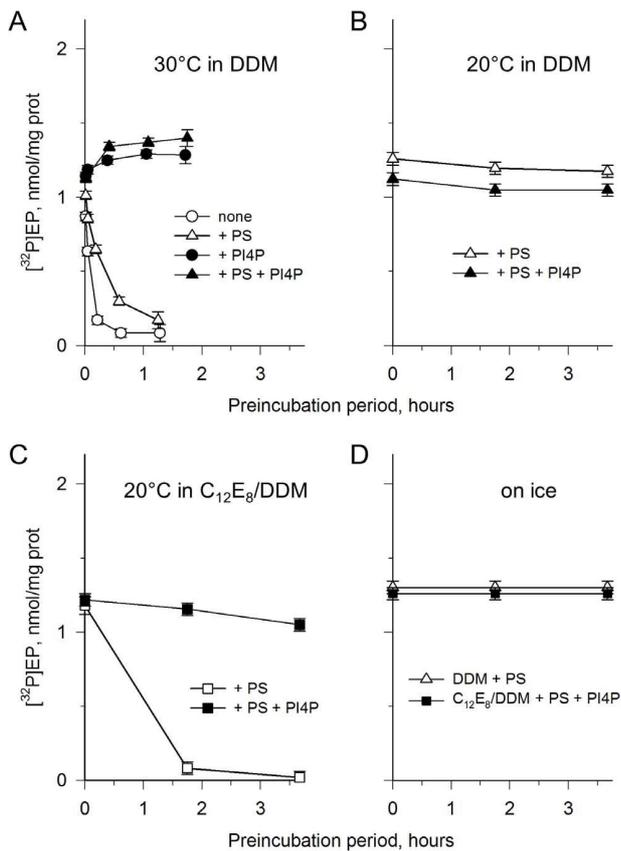 A
2
30°C in DDM
1
none
+ PS
+ PI4P
+ PS + PI4P
0
0 1 2 3
[³²P]EP, nmol/mg prot
B
20°C in DDM
+ PS
+ PS + PI4P
0 1 2 3
Preincubation period, hours
C
2
20°C in C₁₂E₈/DDM
1
+ PS
+ PS + PI4P
0
0 1 2 3
[³²P]EP, nmol/mg prot
D
on ice
DDM + PS
C₁₂E₈/DDM + PS + PI4P
0 1 2 3
Preincubation period, hours